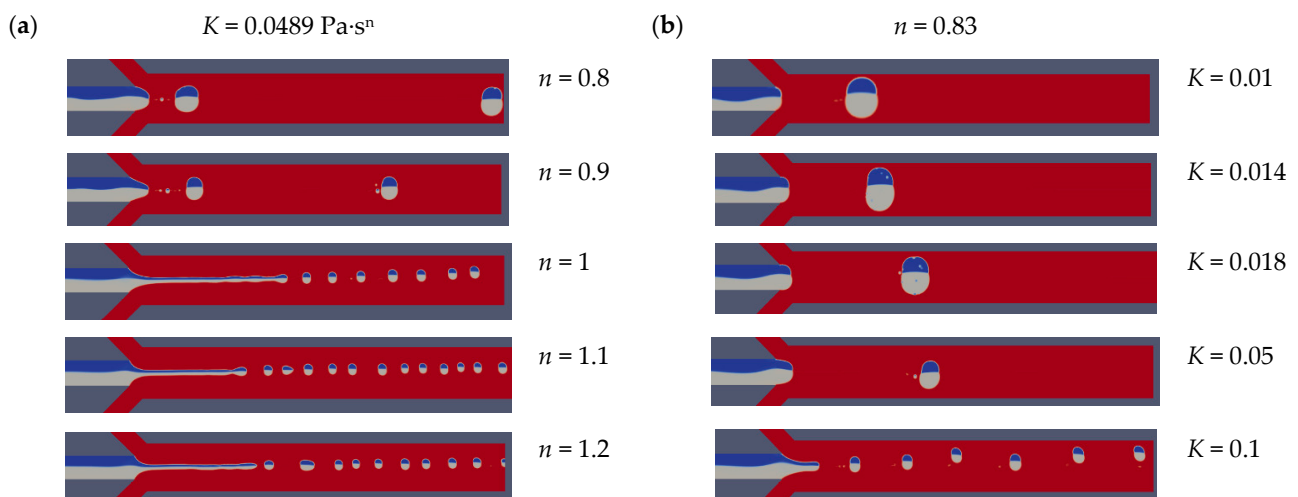 (a) K = 0.0489 Pa·sⁿ
n = 0.8
n = 0.9
n = 1
n = 1.1
n = 1.2
(b) n = 0.83
K = 0.01
K = 0.014
K = 0.018
K = 0.05
K = 0.1